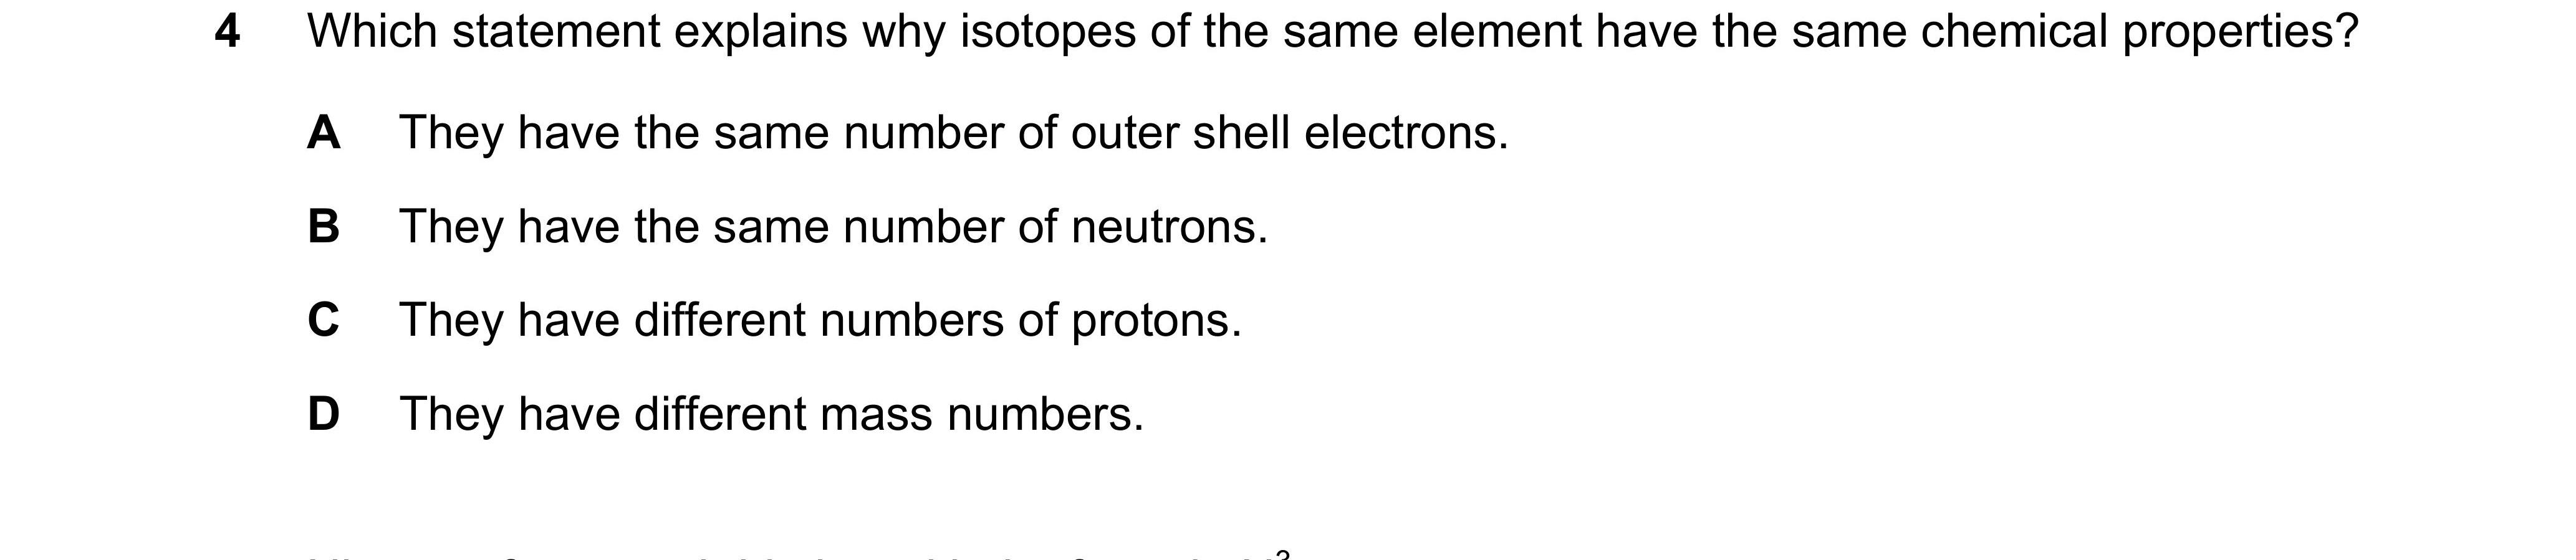 4 Which statement explains why isotopes of the same element have the same chemical properties?
A They have the same number of outer shell electrons.
B They have the same number of neutrons.
C They have different numbers of protons.
D They have different mass numbers.